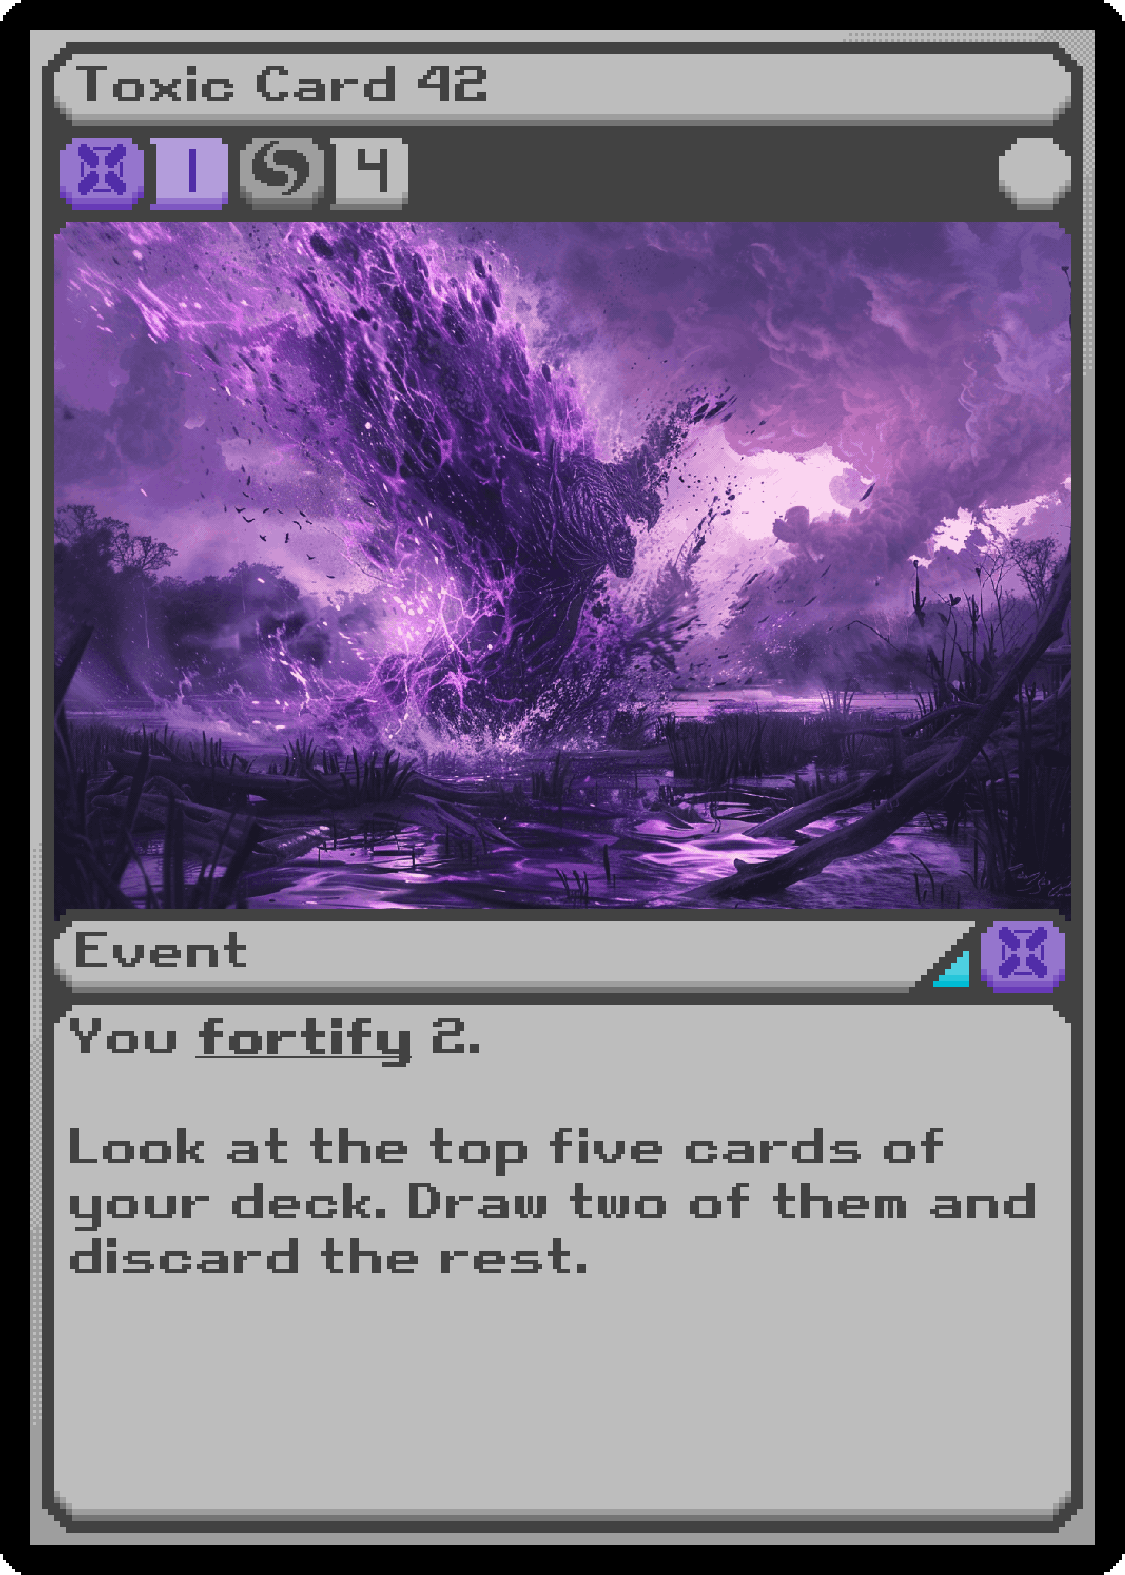 Toxic Card 42
1 4
Event
You fortify 2.
Look at the top five cards of
your deck. Draw two of them and
discard the rest.